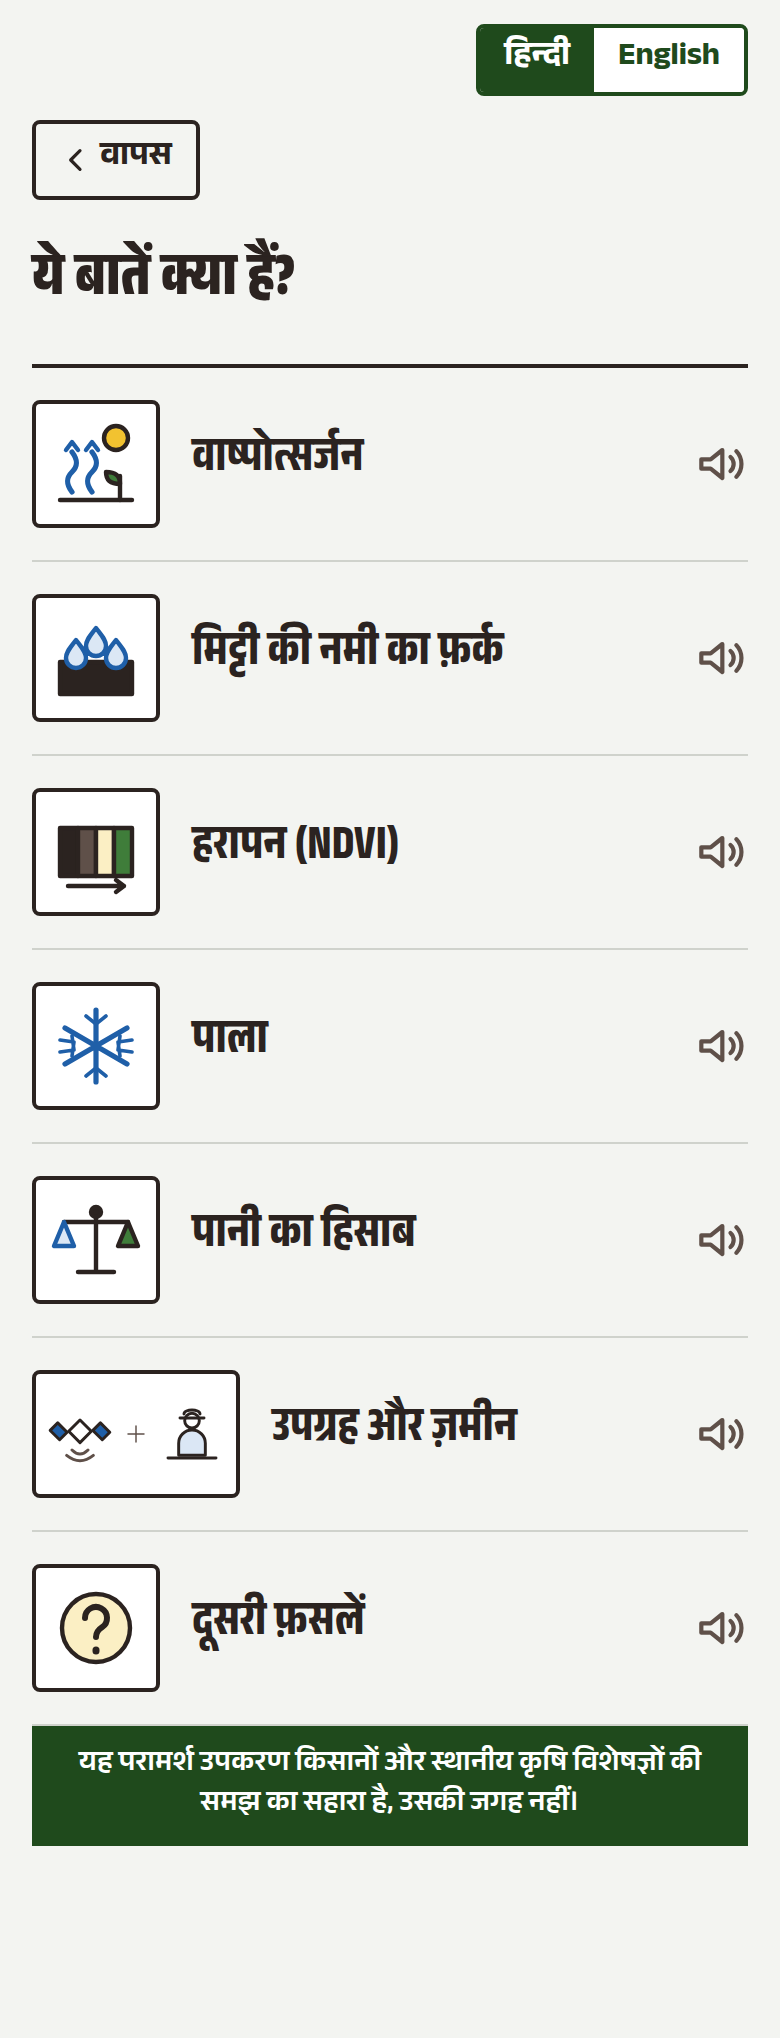 हिन्दी English
वापस
ये बातें क्या हैं?
वाष्पोत्सर्जन
मिट्टी की नमी का फ़र्क
हरापन (NDVI)
पाला
पानी का हिसाब
उपग्रह और ज़मीन
दूसरी फ़सलें
यह परामर्श उपकरण किसानों और स्थानीय कृषि विशेषज्ञों की
समझ का सहारा है, उसकी जगह नहीं।